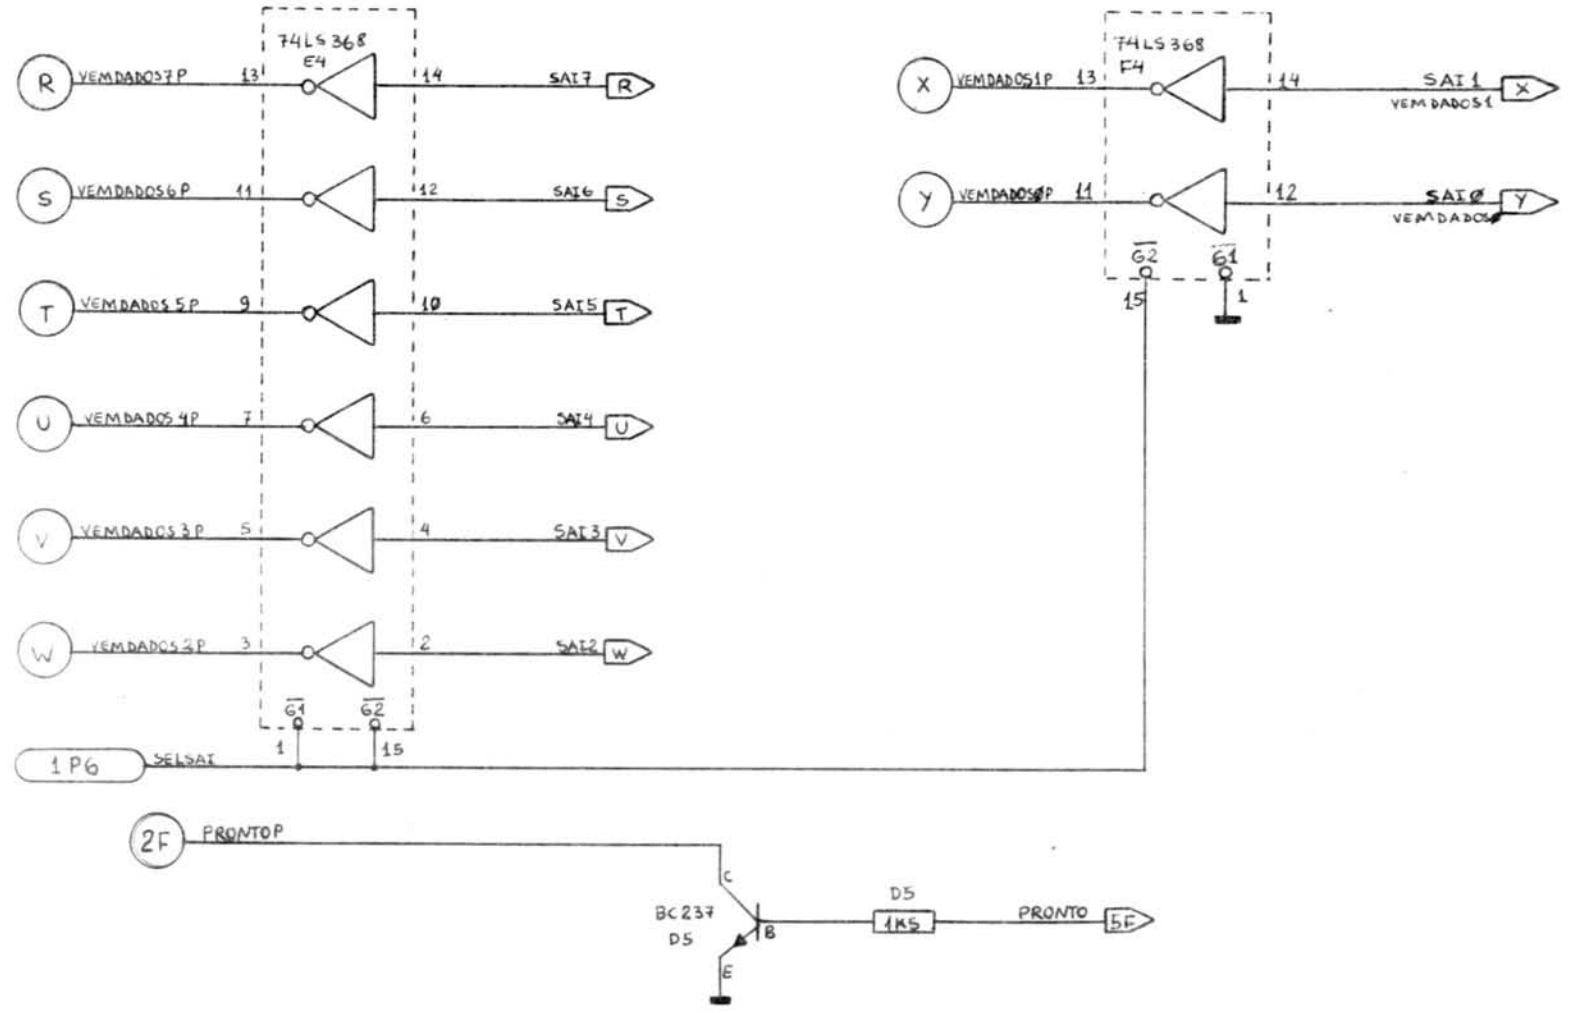 74LS368
E4
R VEMDADOS7P 13 14 SAI7 R
S VEMDADOS6P 11 12 SAI6 S
T VEMDADOS5P 9 10 SAI5 T
U VEMDADOS4P 7 6 SAI4 U
V VEMDADOS3P 5 4 SAI3 V
W VEMDADOS2P 3 2 SAI2 W
G1 G2
1 15
1P6 SELSAI
74LS368
F4
X VEMDADOS1P 13 14 SAI1 X
VEMDADOS1
Y VEMDADOSØP 11 12 SAIØ Y
VEMDADOS
G2 G1
15 1
2F PRONTOP
C
BC237
D5
B
E
D5
1K5 PRONTO 5F